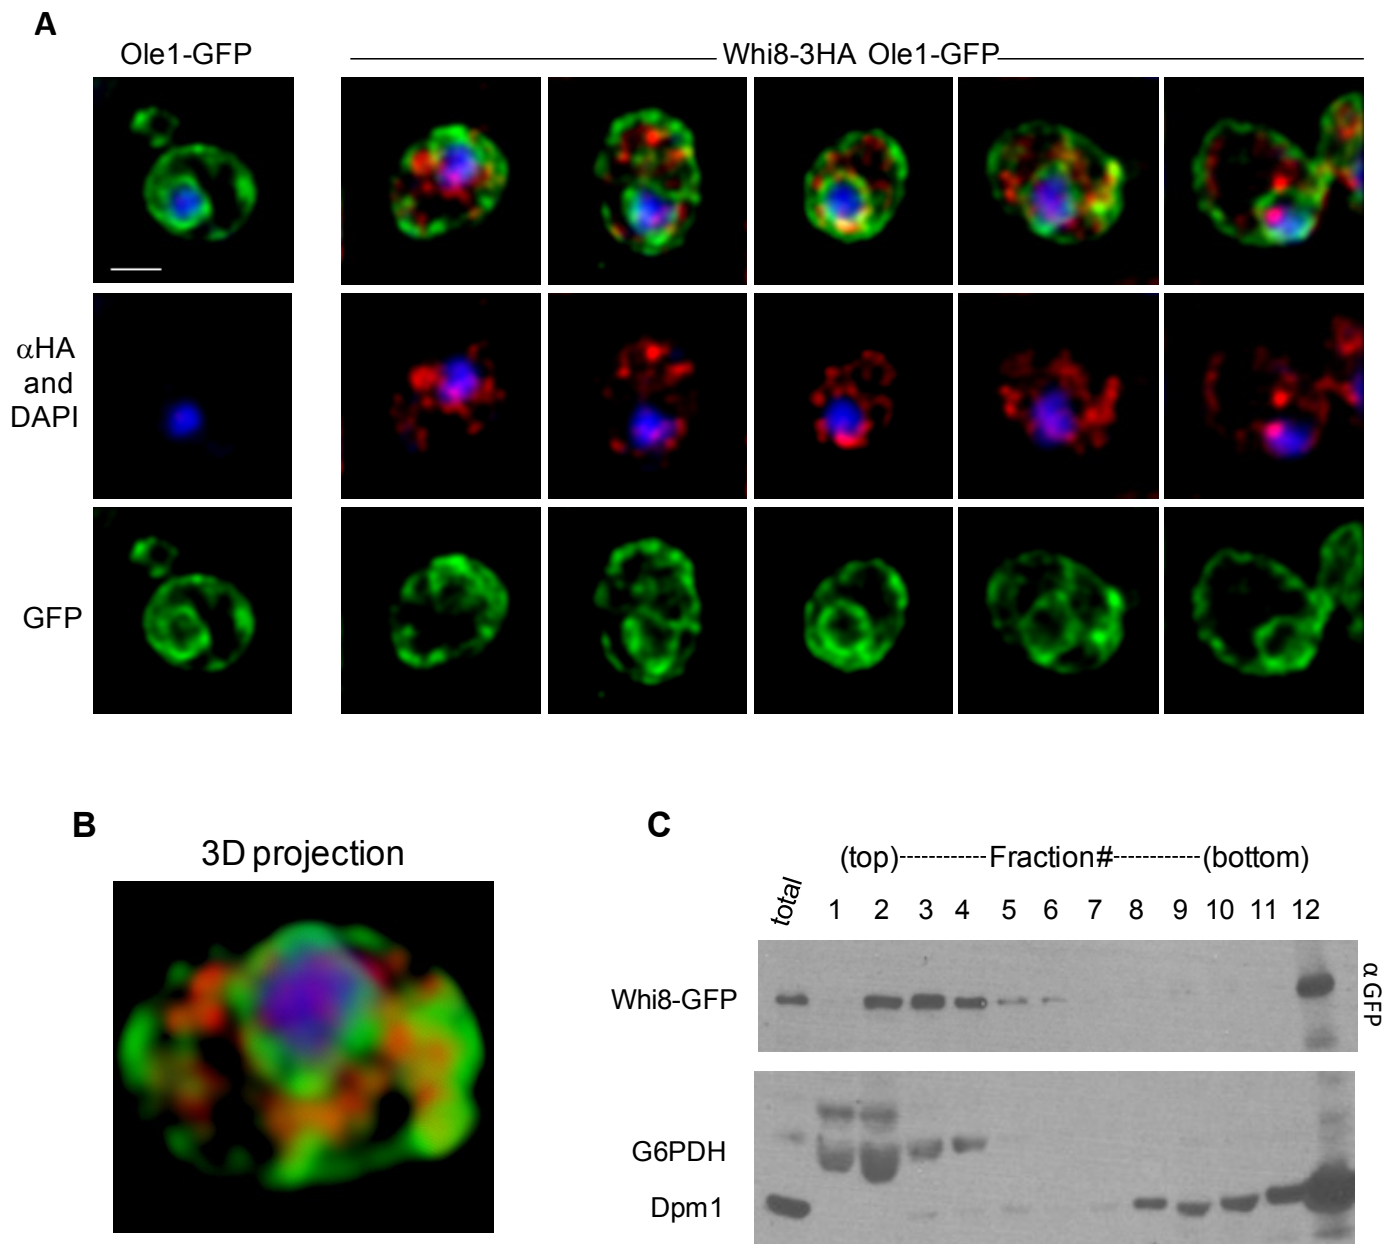 A
Ole1-GFP
Whi8-3HA Ole1-GFP
αHA
and
DAPI
GFP
B
3D projection
C
(top)------------Fraction#------------(bottom)
total 1 2 3 4 5 6 7 8 9 10 11 12
Whi8-GFP
αGFP
G6PDH
Dpm1